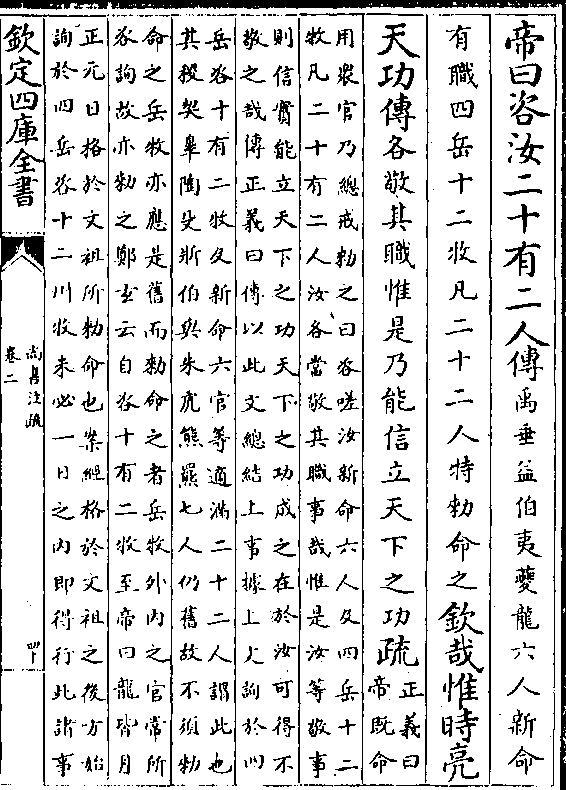 帝曰咨汝二十有二人傳禹垂益伯夷夔龍六人新命
有職四岳十二牧凡二十二人特勅命之欽哉惟時亮
天功傳各敬其職惟是乃能信立天下之功疏正義曰
帝既命
用衆官乃總戒勅之曰咨嗟汝新命六人及四岳十二
牧凡二十有二人汝各當敬其職事哉惟是汝等敬事
則信實能立天下之功天下之功成之在於汝可得不
敬之哉傳正義曰傳以此文總結上事據上文詢於四
岳咨十有二牧及新命六官等適滿二十二人謂此也
其稷契皐陶殳斨伯與朱虎熊羆七人仍舊故不須勅
命之岳牧亦應是舊而勅命之者岳牧外内之官常所
咨詢故亦勅之鄭玄云自咨十有二牧至帝曰龍皆月
正元日格於文祖所勅命也案經格於文祖之後方始
詢於四岳咨十二州牧未必一日之内即得行此諸事
欽定四庫全書
尚書注疏
卷二